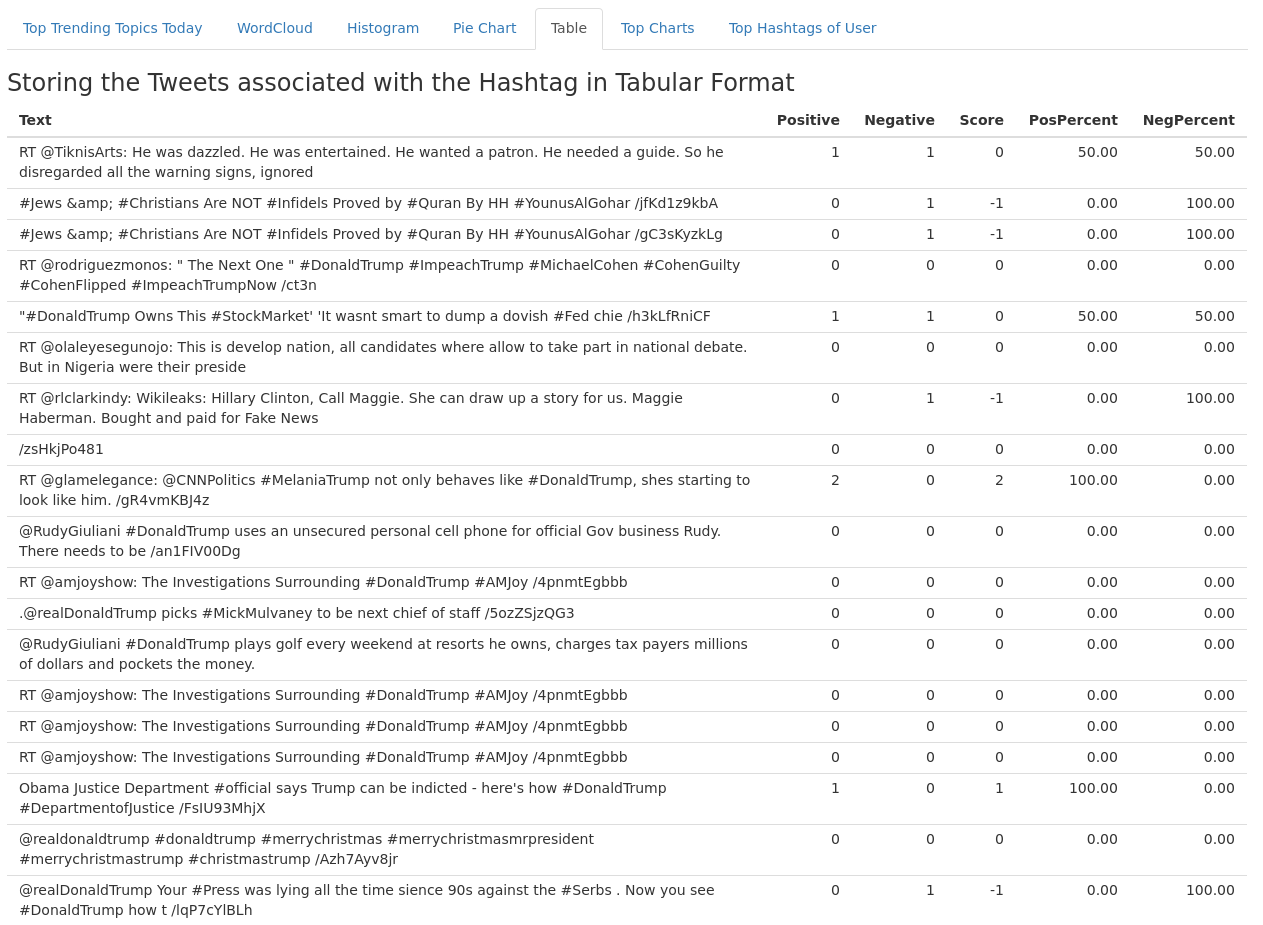 Top Trending Topics Today WordCloud Histogram Pie Chart Table Top Charts Top Hashtags of User
Storing the Tweets associated with the Hashtag in Tabular Format
Text Positive Negative Score PosPercent NegPercent
RT @TiknisArts: He was dazzled. He was entertained. He wanted a patron. He needed a guide. So he 1 1 0 50.00 50.00
disregarded all the warning signs, ignored
#Jews &amp; #Christians Are NOT #Infidels Proved by #Quran By HH #YounusAlGohar /jfKd1z9kbA 0 1 -1 0.00 100.00
#Jews &amp; #Christians Are NOT #Infidels Proved by #Quran By HH #YounusAlGohar /gC3sKyzkLg 0 1 -1 0.00 100.00
RT @rodriguezmonos: " The Next One " #DonaldTrump #ImpeachTrump #MichaelCohen #CohenGuilty 0 0 0 0.00 0.00
#CohenFlipped #ImpeachTrumpNow /ct3n
"#DonaldTrump Owns This #StockMarket' 'It wasnt smart to dump a dovish #Fed chie /h3kLfRniCF 1 1 0 50.00 50.00
RT @olaleyesegunojo: This is develop nation, all candidates where allow to take part in national debate. 0 0 0 0.00 0.00
But in Nigeria were their preside
RT @rlclarkindy: Wikileaks: Hillary Clinton, Call Maggie. She can draw up a story for us. Maggie 0 1 -1 0.00 100.00
Haberman. Bought and paid for Fake News
/zsHkjPo481 0 0 0 0.00 0.00
RT @glamelegance: @CNNPolitics #MelaniaTrump not only behaves like #DonaldTrump, shes starting to 2 0 2 100.00 0.00
look like him. /gR4vmKBJ4z
@RudyGiuliani #DonaldTrump uses an unsecured personal cell phone for official Gov business Rudy. 0 0 0 0.00 0.00
There needs to be /an1FIV00Dg
RT @amjoyshow: The Investigations Surrounding #DonaldTrump #AMJoy /4pnmtEgbbb 0 0 0 0.00 0.00
.@realDonaldTrump picks #MickMulvaney to be next chief of staff /5ozZSjzQG3 0 0 0 0.00 0.00
@RudyGiuliani #DonaldTrump plays golf every weekend at resorts he owns, charges tax payers millions 0 0 0 0.00 0.00
of dollars and pockets the money.
RT @amjoyshow: The Investigations Surrounding #DonaldTrump #AMJoy /4pnmtEgbbb 0 0 0 0.00 0.00
RT @amjoyshow: The Investigations Surrounding #DonaldTrump #AMJoy /4pnmtEgbbb 0 0 0 0.00 0.00
RT @amjoyshow: The Investigations Surrounding #DonaldTrump #AMJoy /4pnmtEgbbb 0 0 0 0.00 0.00
Obama Justice Department #official says Trump can be indicted - here's how #DonaldTrump 1 0 1 100.00 0.00
#DepartmentofJustice /FsIU93MhjX
@realdonaldtrump #donaldtrump #merrychristmas #merrychristmasmrpresident 0 0 0 0.00 0.00
#merrychristmastrump #christmastrump /Azh7Ayv8jr
@realDonaldTrump Your #Press was lying all the time sience 90s against the #Serbs . Now you see 0 1 -1 0.00 100.00
#DonaldTrump how t /lqP7cYlBLh